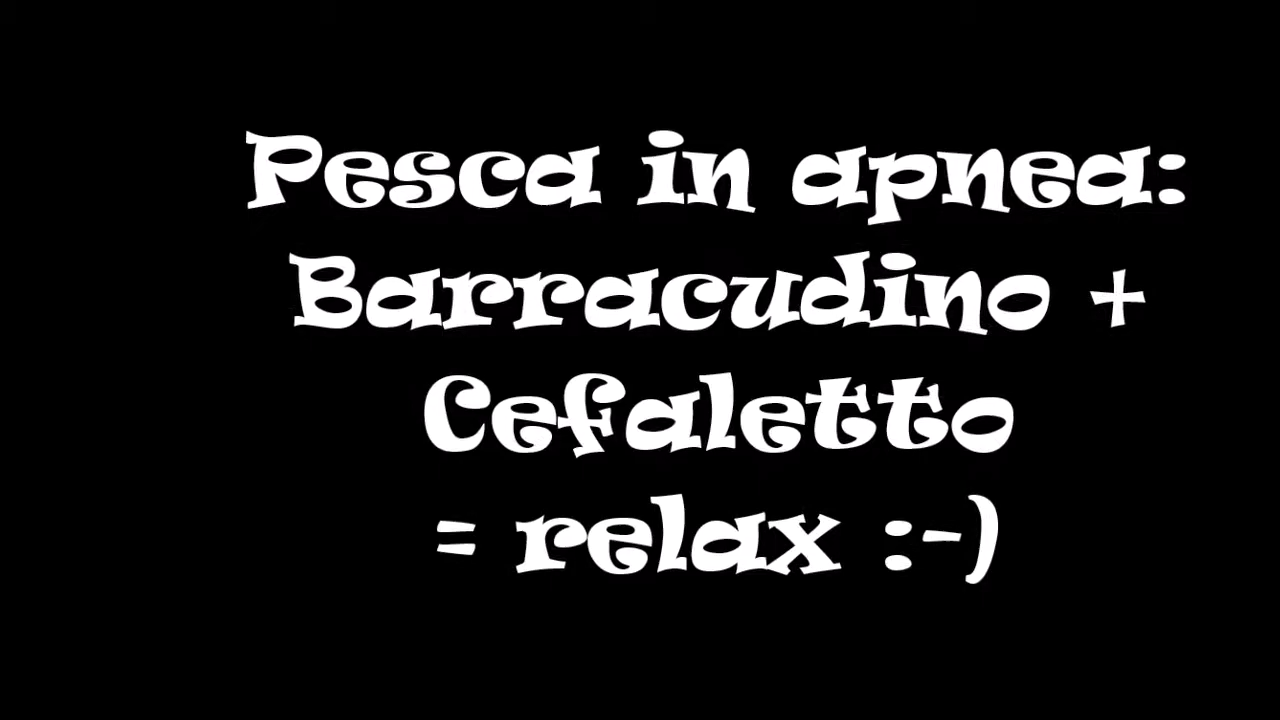 Pesca in apnea:
Barracudino +
Cefaletto
= relax :-)